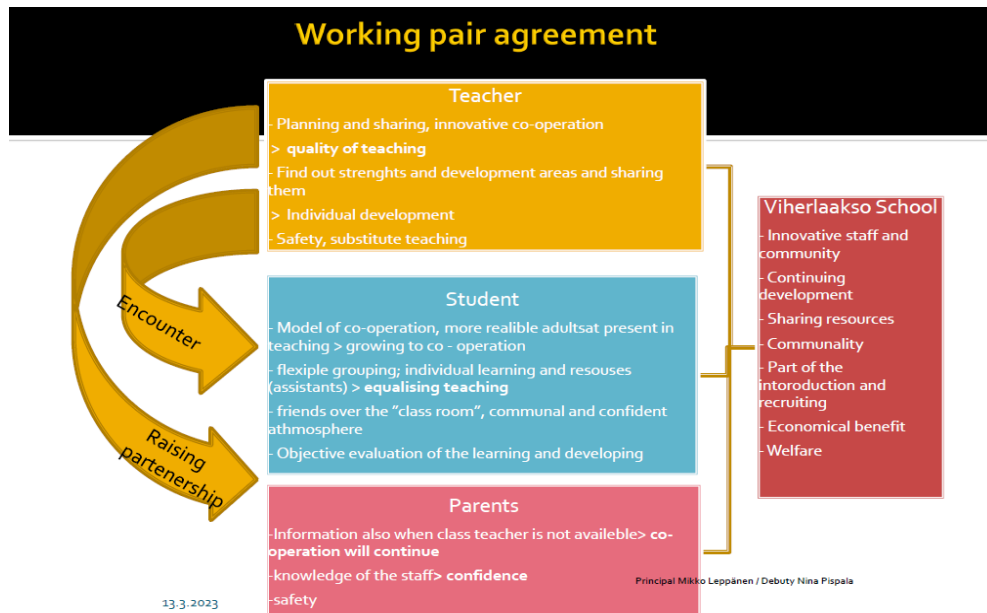 Working pair agreement
Teacher
- Planning and sharing, innovative co-operation
> quality of teaching
- Find out strenghts and development areas and sharing
them
> Individual development
- Safety, substitute teaching
Encounter
Student
- Model of co-operation, more realible adultsat present in
teaching > growing to co - operation
- flexiple grouping; individual learning and resouses
(assistants) > equalising teaching
- friends over the "class room", communal and confident
athmosphere
- Objective evaluation of the learning and developing
Raising
partenership
Parents
-Information also when class teacher is not availeble> co-
operation will continue
-knowledge of the staff> confidence
-safety
Viherlaakso School
- Innovative staff and
community
- Continuing
development
- Sharing resources
- Communality
- Part of the
intoroduction and
recruiting
- Economical benefit
- Welfare
Principal Mikko Leppänen / Debuty Nina Pispala
13.3.2023